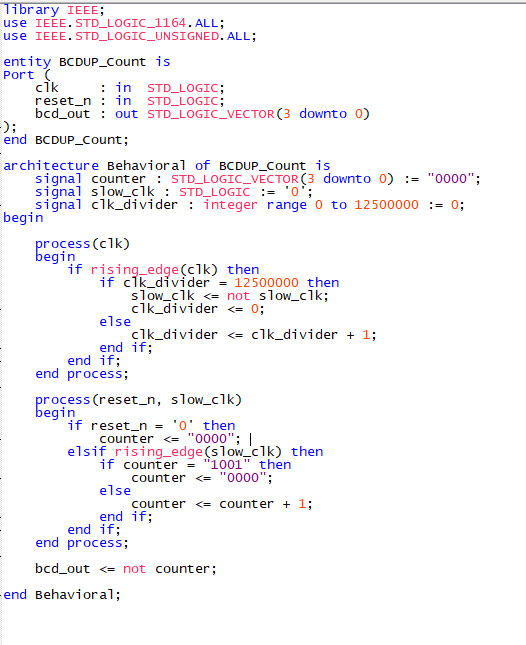 library IEEE;
use IEEE.STD_LOGIC_1164.ALL;
use IEEE.STD_LOGIC_UNSIGNED.ALL;

entity BCDUP_Count is
Port (
    clk     : in  STD_LOGIC;
    reset_n : in  STD_LOGIC;
    bcd_out : out STD_LOGIC_VECTOR(3 downto 0)
);
end BCDUP_Count;

architecture Behavioral of BCDUP_Count is
    signal counter : STD_LOGIC_VECTOR(3 downto 0) := "0000";
    signal slow_clk : STD_LOGIC := '0';
    signal clk_divider : integer range 0 to 12500000 := 0;
begin

    process(clk)
    begin
        if rising_edge(clk) then
            if clk_divider = 12500000 then
                slow_clk <= not slow_clk;
                clk_divider <= 0;
            else
                clk_divider <= clk_divider + 1;
            end if;
        end if;
    end process;

    process(reset_n, slow_clk)
    begin
        if reset_n = '0' then
            counter <= "0000";
        elsif rising_edge(slow_clk) then
            if counter = "1001" then
                counter <= "0000";
            else
                counter <= counter + 1;
            end if;
        end if;
    end process;

    bcd_out <= not counter;

end Behavioral;